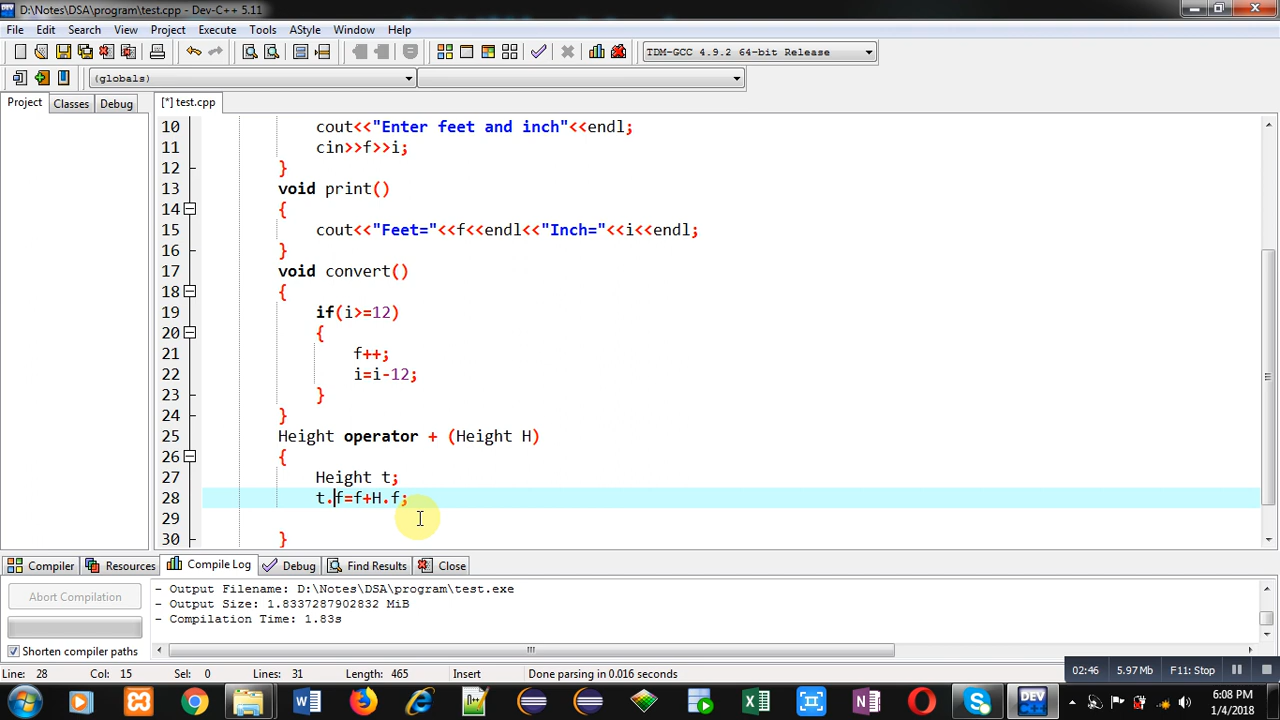 D:\Notes\DSA\program\test.cpp - Dev-C++ 5.11
File Edit Search View Project Execute Tools AStyle Window Help
TDM-GCC 4.9.2 64-bit Release
(globals)
Project Classes Debug [*] test.cpp
10 cout<<"Enter feet and inch"<<endl;
11 cin>>f>>i;
12 }
13 void print()
14 {
15 cout<<"Feet="<<f<<endl<<"Inch="<<i<<endl;
16 }
17 void convert()
18 {
19 if(i>=12)
20 {
21 f++;
22 i=i-12;
23 }
24 }
25 Height operator + (Height H)
26 {
27 Height t;
28 t.f=f+H.f;
29
30 }
Compiler Resources Compile Log Debug Find Results Close
Abort Compilation
Shorten compiler paths
- Output Filename: D:\Notes\DSA\program\test.exe
- Output Size: 1.8337287902832 MiB
- Compilation Time: 1.83s
Line: 28 Col: 15 Sel: 0 Lines: 31 Length: 465 Insert Done parsing in 0.016 seconds
02:46 5.97 Mb F11: Stop
DEV
6:08 PM
1/4/2018